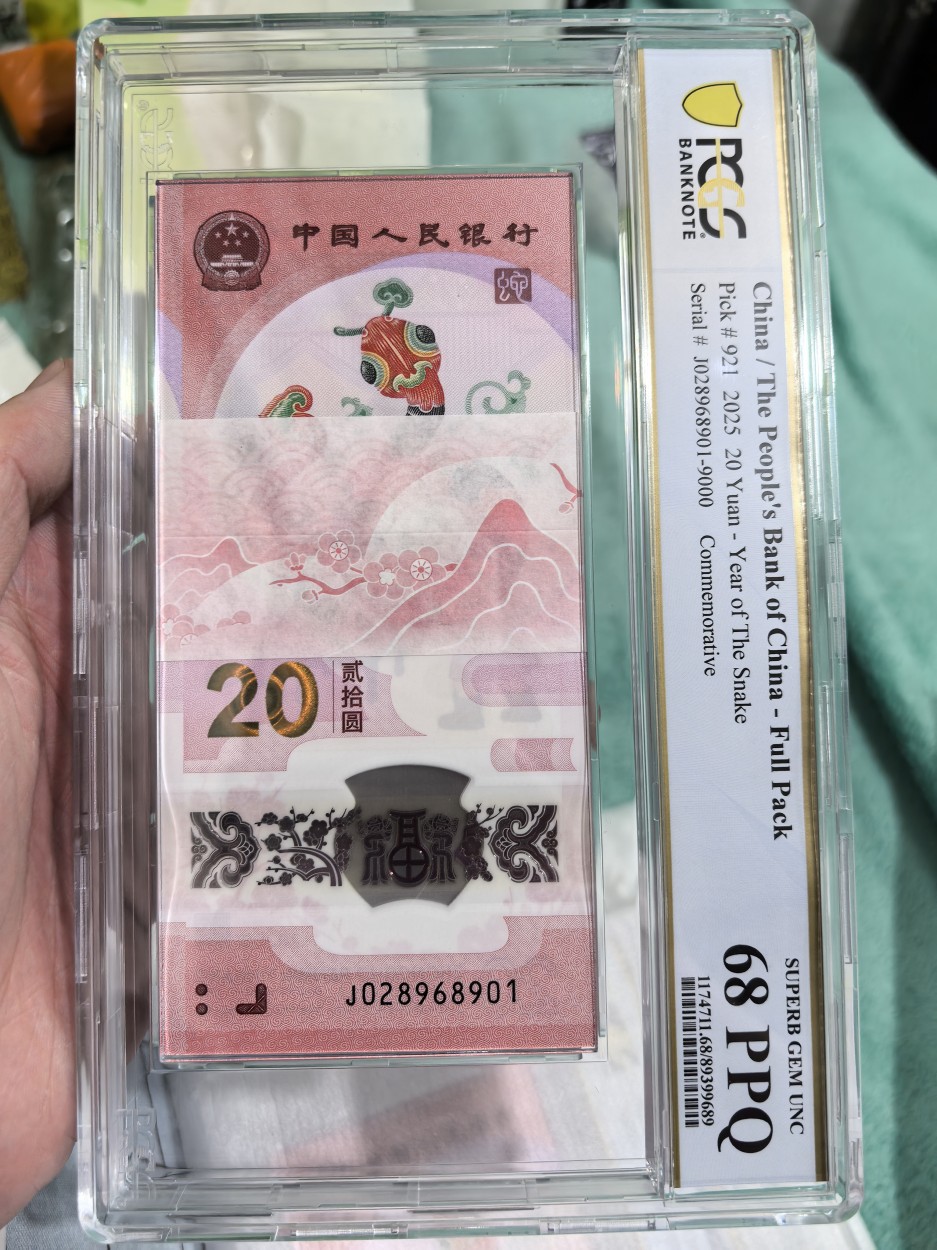 PCGS
BANKNOTE
China / The People's Bank of China - Full Pack
Pick # 921 2025 20 Yuan - Year of The Snake
Serial # J028968901-9000 Commemorative
SUPERB GEM UNC
68 PPQ
1174711.68/89399689
中国人民银行
20
贰拾圆
福
J028968901